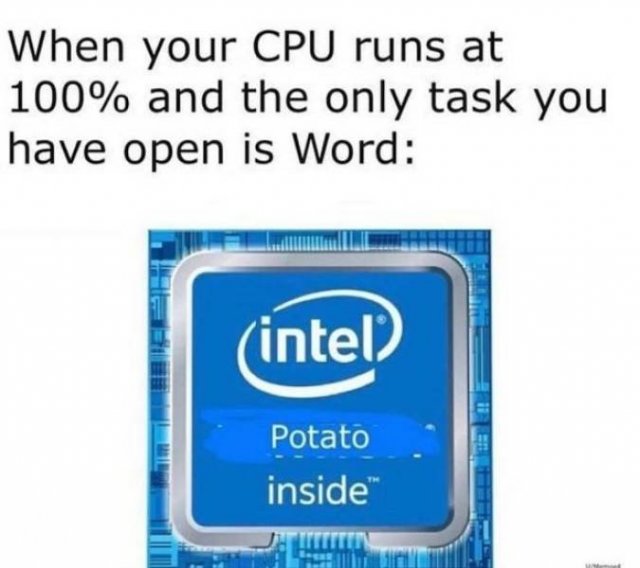 When your CPU runs at
100% and the only task you
have open is Word:
intel®
Potato
inside™